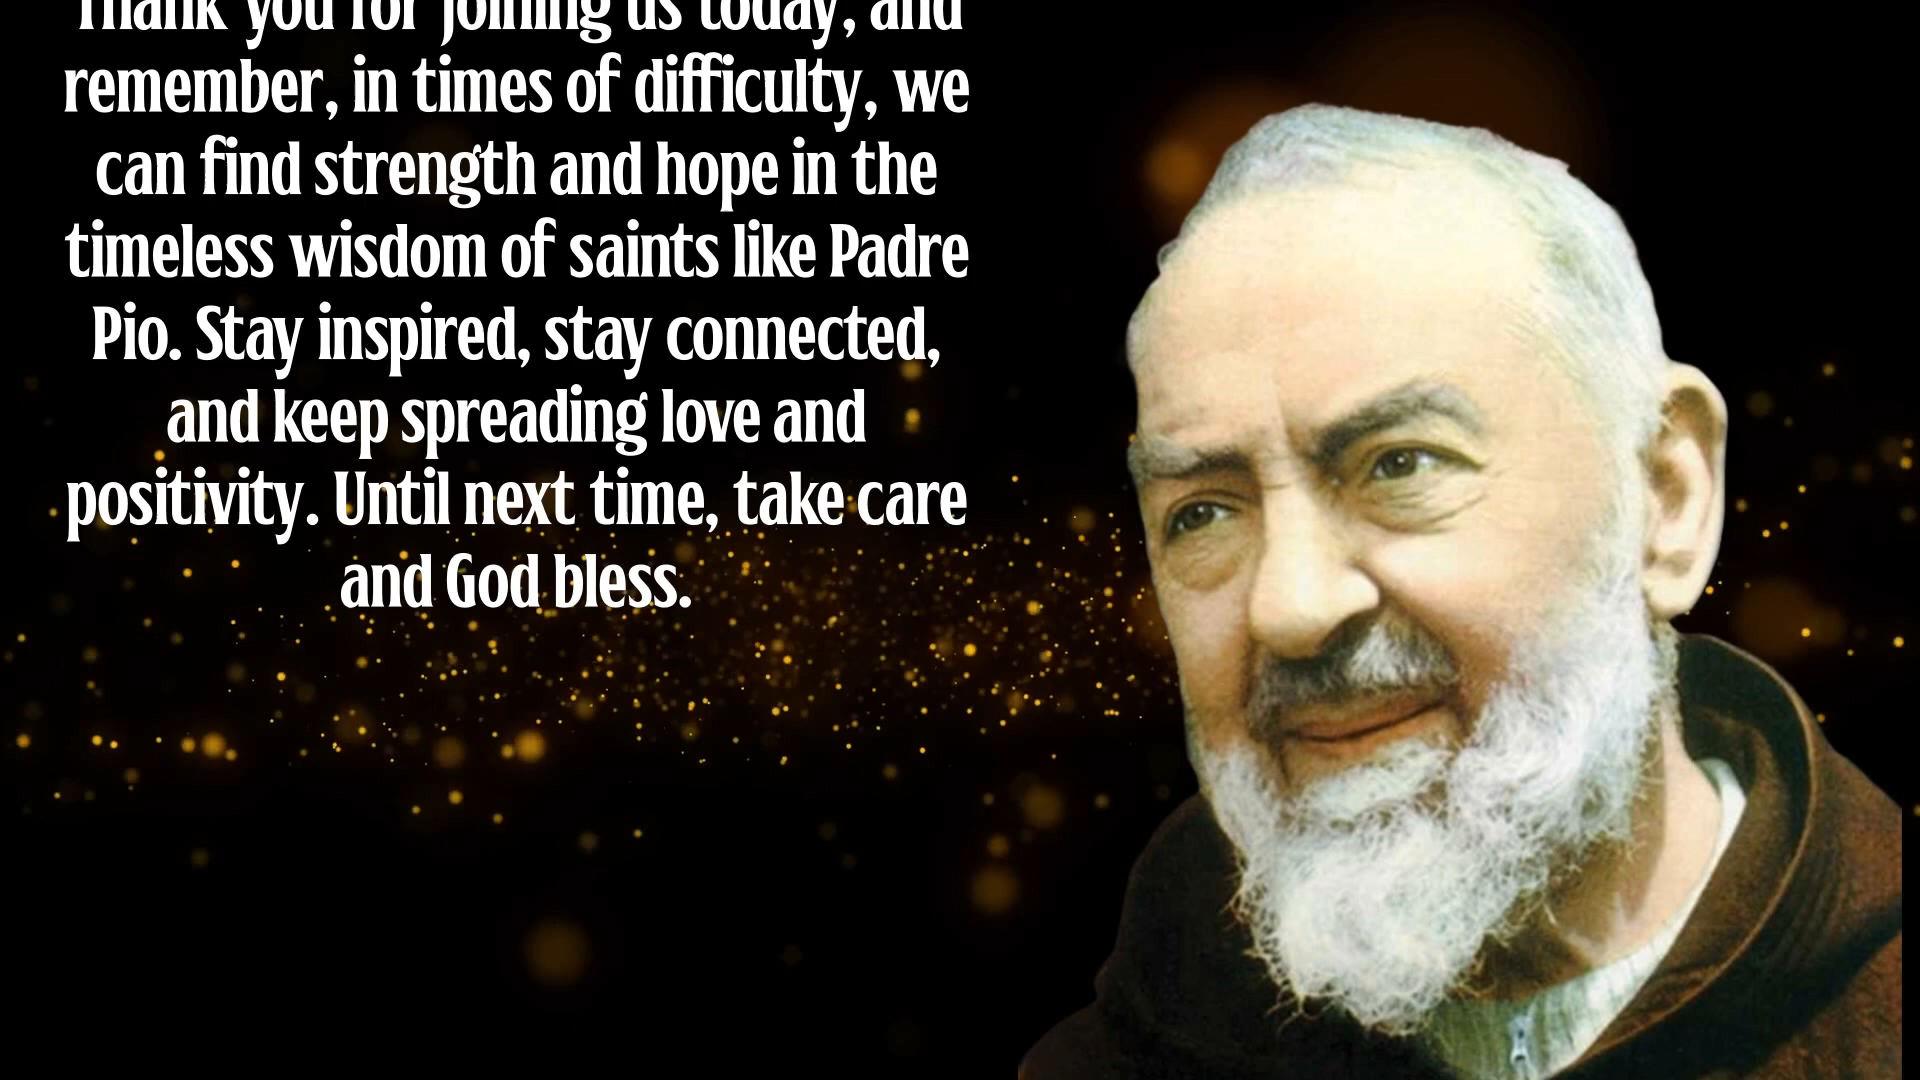 Thank you for joining us today, and
remember, in times of difficulty, we
can find strength and hope in the
timeless wisdom of saints like Padre
Pio. Stay inspired, stay connected,
and keep spreading love and
positivity. Until next time, take care
and God bless.